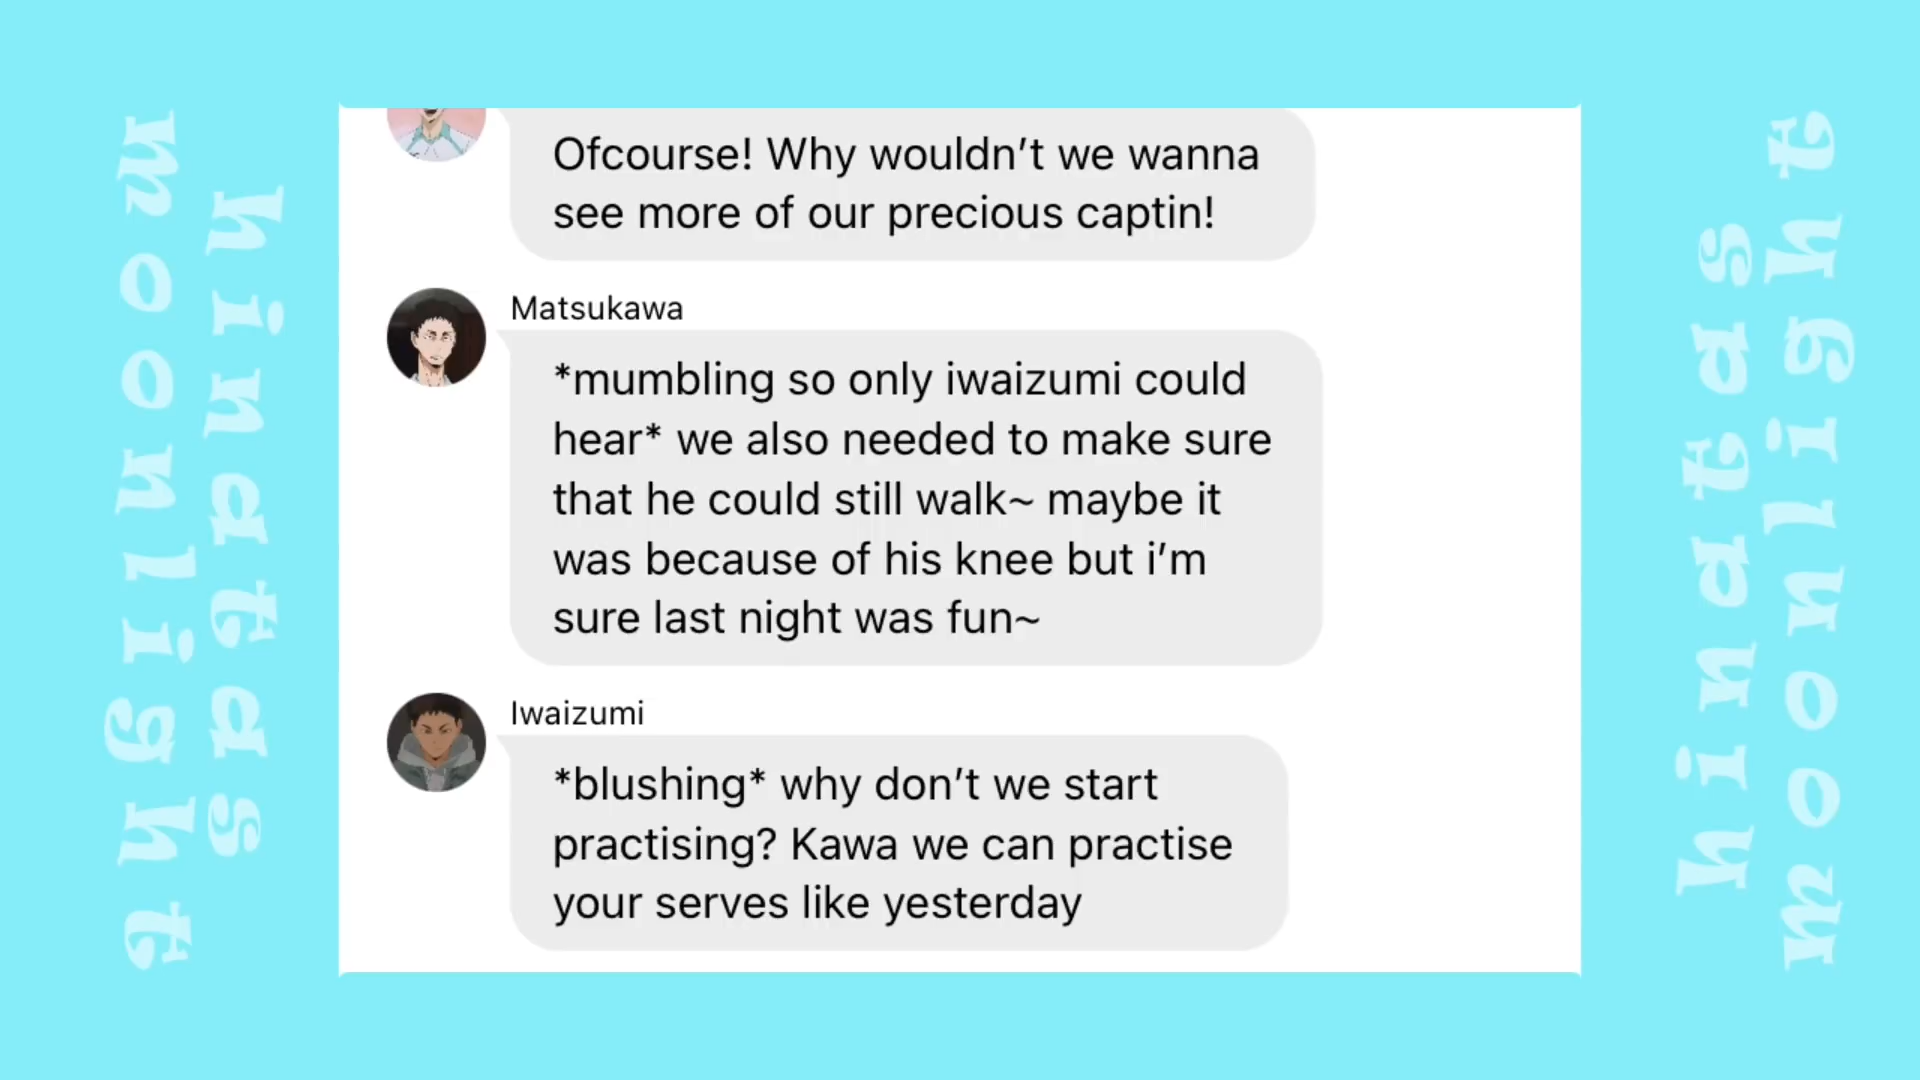 Ofcourse! Why wouldn't we wanna
see more of our precious captin!
Matsukawa
*mumbling so only iwaizumi could
hear* we also needed to make sure
that he could still walk~ maybe it
was because of his knee but i'm
sure last night was fun~
Iwaizumi
*blushing* why don't we start
practising? Kawa we can practise
your serves like yesterday
hinatas
moonlight
hinatas
moonlight